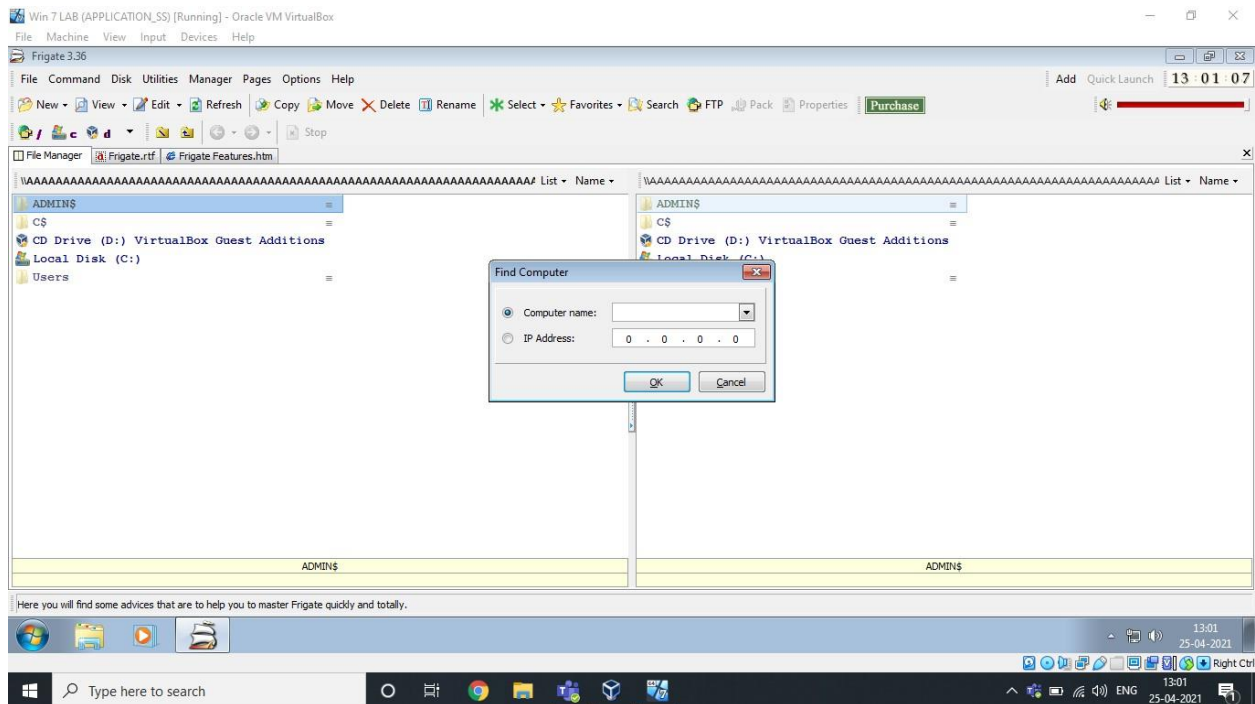 Win 7 LAB (APPLICATION_SS) [Running] - Oracle VM VirtualBox
File Machine View Input Devices Help
Frigate 3.36
File Command Disk Utilities Manager Pages Options Help Add Quick Launch 13:01:07
New View Edit Refresh Copy Move Delete Rename Select Favorites Search FTP Pack Properties Purchase
/ c d Stop
File Manager Frigate.rtf Frigate Features.htm
List Name List Name
ADMIN$ ADMIN$
C$ C$
CD Drive (D:) VirtualBox Guest Additions CD Drive (D:) VirtualBox Guest Additions
Local Disk (C:) Local Disk (C:)
Users
Find Computer
Computer name:
IP Address: 0 . 0 . 0 . 0
OK Cancel
ADMIN$ ADMIN$
Here you will find some advices that are to help you to master Frigate quickly and totally.
13:01
25-04-2021
Right Ctrl
Type here to search
ENG
13:01
25-04-2021